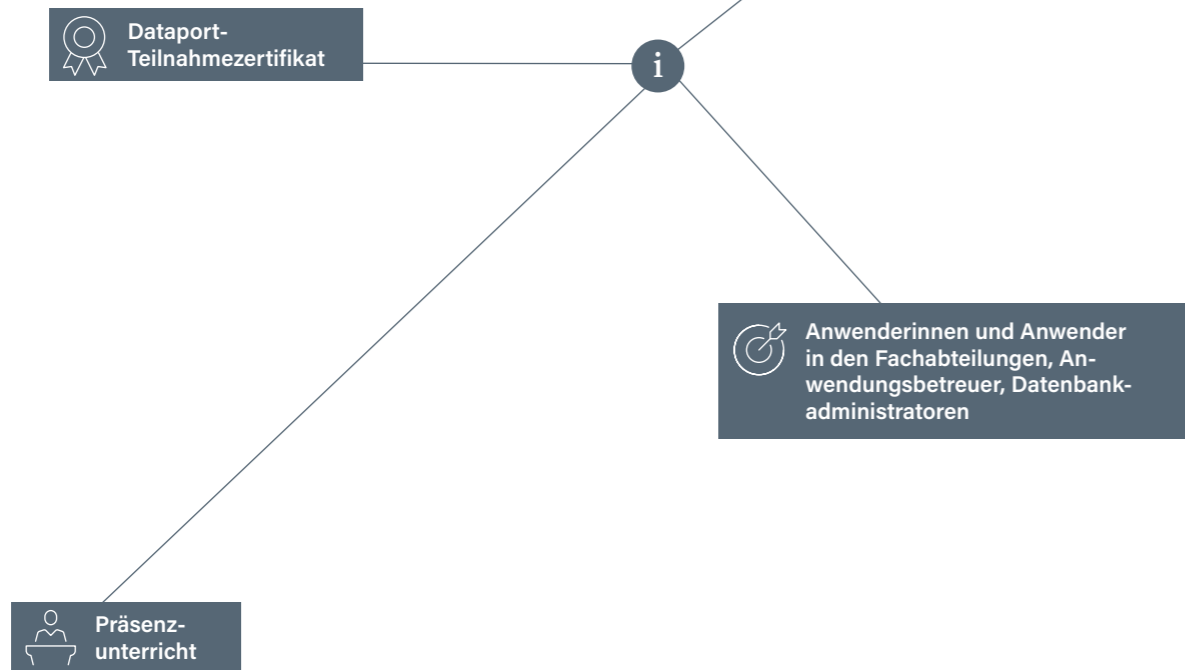 Dataport-
Teilnahmezertifikat
i
Anwenderinnen und Anwender
in den Fachabteilungen, An-
wendungsbetreuer, Datenbank-
administratoren
Präsenz-
unterricht